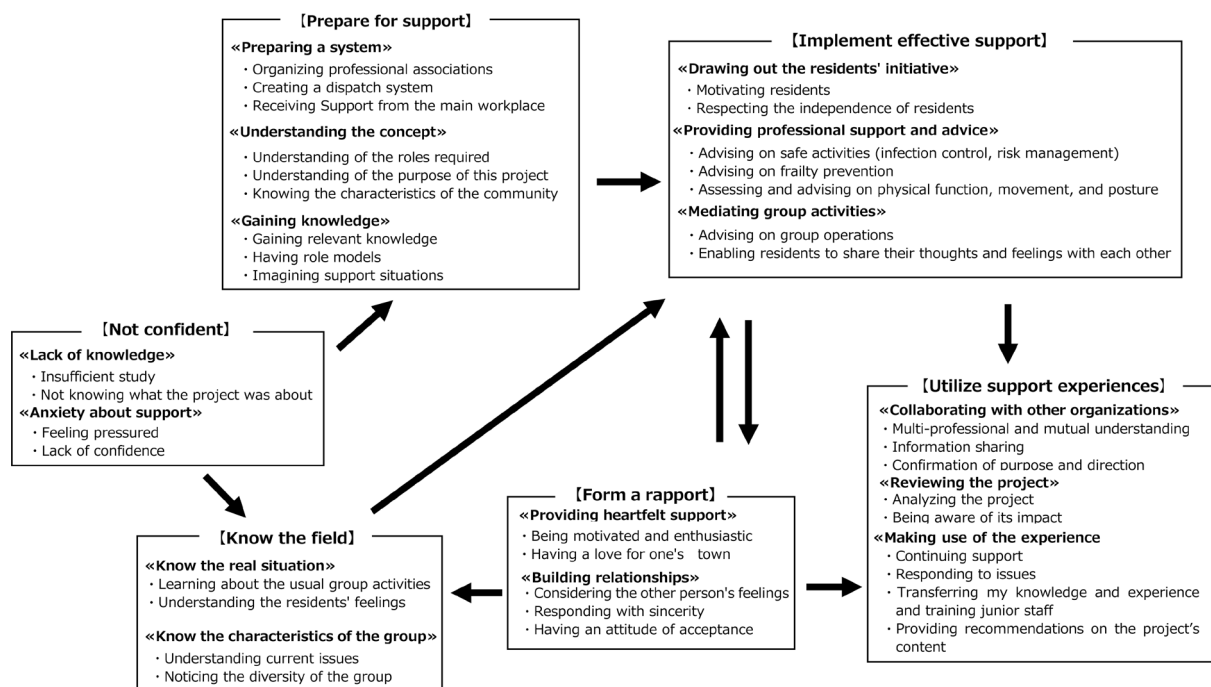 【Prepare for support】
«Preparing a system»
・Organizing professional associations
・Creating a dispatch system
・Receiving Support from the main workplace
«Understanding the concept»
・Understanding of the roles required
・Understanding of the purpose of this project
・Knowing the characteristics of the community
«Gaining knowledge»
・Gaining relevant knowledge
・Having role models
・Imagining support situations
【Implement effective support】
«Drawing out the residents' initiative»
・Motivating residents
・Respecting the independence of residents
«Providing professional support and advice»
・Advising on safe activities (infection control, risk management)
・Advising on frailty prevention
・Assessing and advising on physical function, movement, and posture
«Mediating group activities»
・Advising on group operations
・Enabling residents to share their thoughts and feelings with each other
【Not confident】
«Lack of knowledge»
・Insufficient study
・Not knowing what the project was about
«Anxiety about support»
・Feeling pressured
・Lack of confidence
【Know the field】
«Know the real situation»
・Learning about the usual group activities
・Understanding the residents' feelings
«Know the characteristics of the group»
・Understanding current issues
・Noticing the diversity of the group
【Form a rapport】
«Providing heartfelt support»
・Being motivated and enthusiastic
・Having a love for one's town
«Building relationships»
・Considering the other person's feelings
・Responding with sincerity
・Having an attitude of acceptance
【Utilize support experiences】
«Collaborating with other organizations»
・Multi-professional and mutual understanding
・Information sharing
・Confirmation of purpose and direction
«Reviewing the project»
・Analyzing the project
・Being aware of its impact
«Making use of the experience
・Continuing support
・Responding to issues
・Transferring my knowledge and experience
and training junior staff
・Providing recommendations on the project's
content